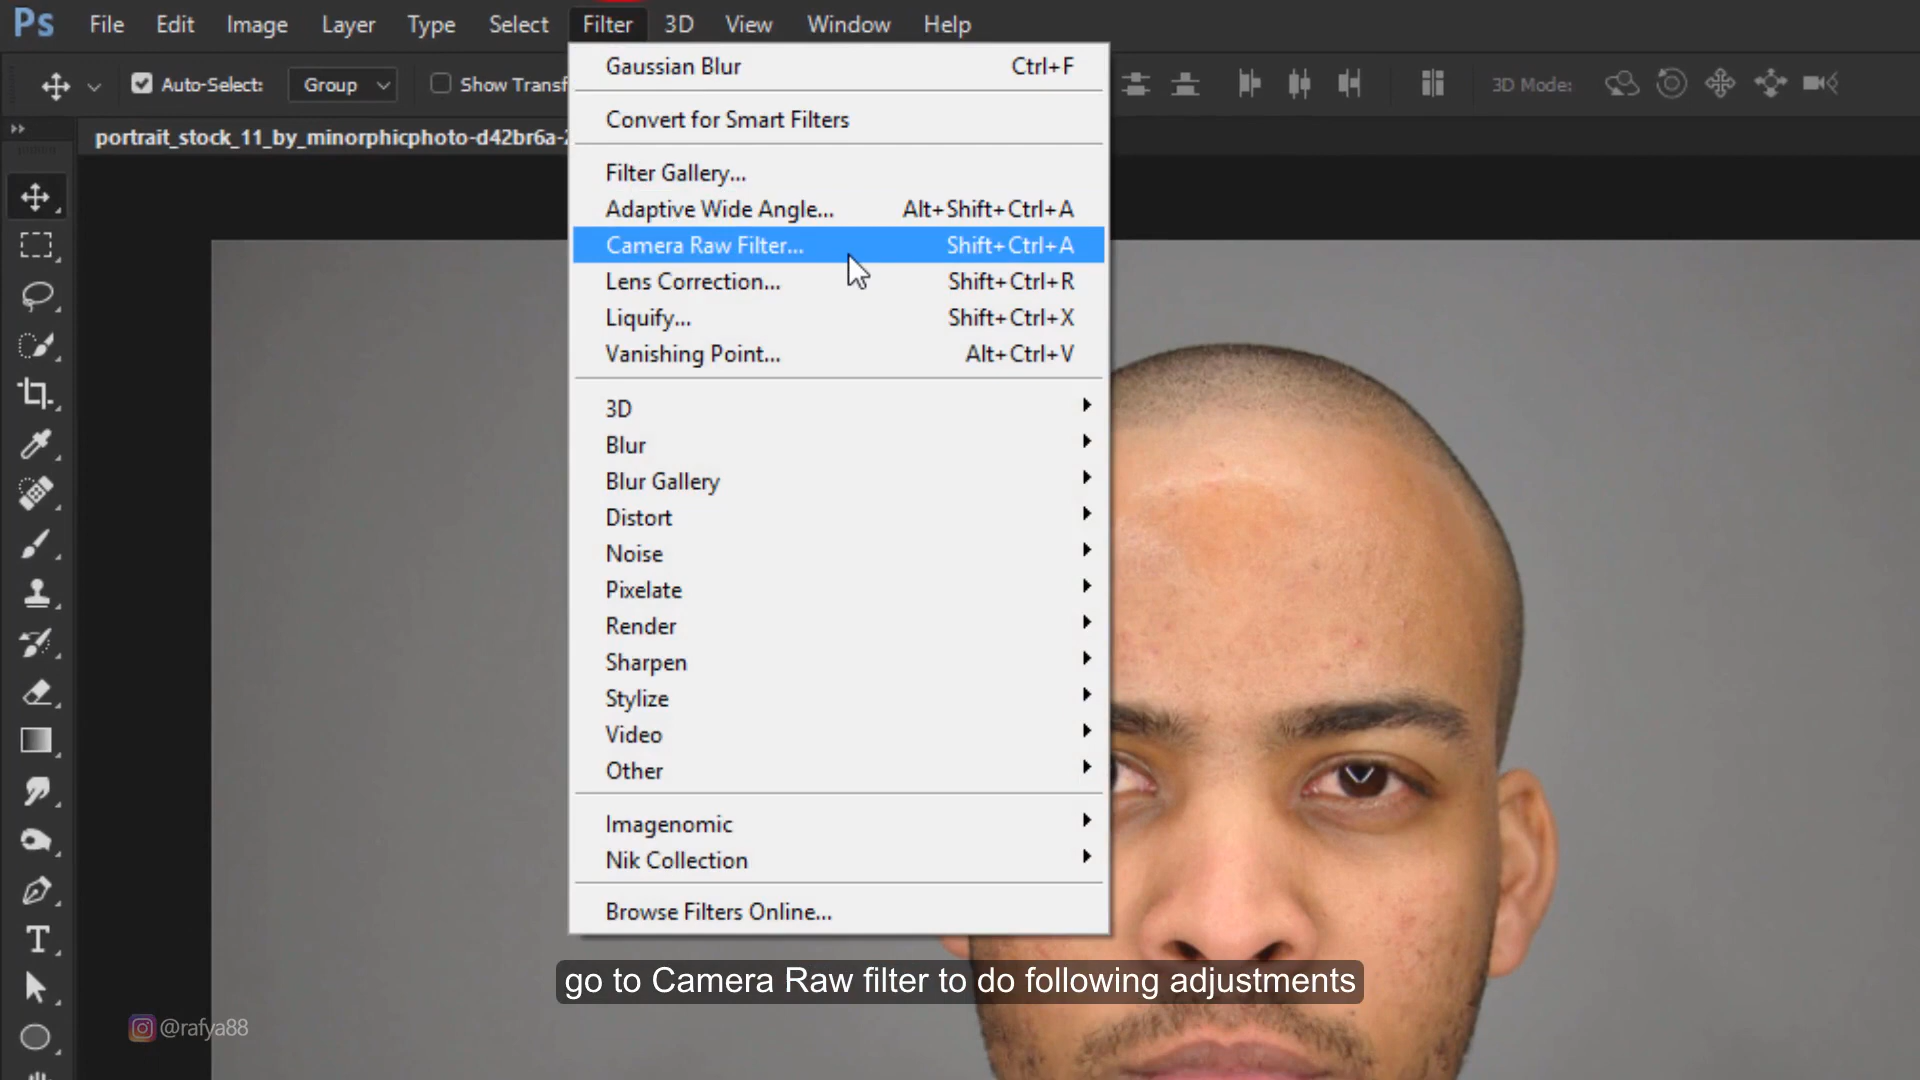 Ps File Edit Image Layer Type Select Filter 3D View Window Help
Auto-Select: Group Show Transf 3D Mode:
portrait_stock_11_by_minorphicphoto-d42br6a-
Gaussian Blur Ctrl+F
Convert for Smart Filters
Filter Gallery...
Adaptive Wide Angle... Alt+Shift+Ctrl+A
Camera Raw Filter... Shift+Ctrl+A
Lens Correction... Shift+Ctrl+R
Liquify... Shift+Ctrl+X
Vanishing Point... Alt+Ctrl+V
3D
Blur
Blur Gallery
Distort
Noise
Pixelate
Render
Sharpen
Stylize
Video
Other
Imagenomic
Nik Collection
Browse Filters Online...
go to Camera Raw filter to do following adjustments
@rafya88